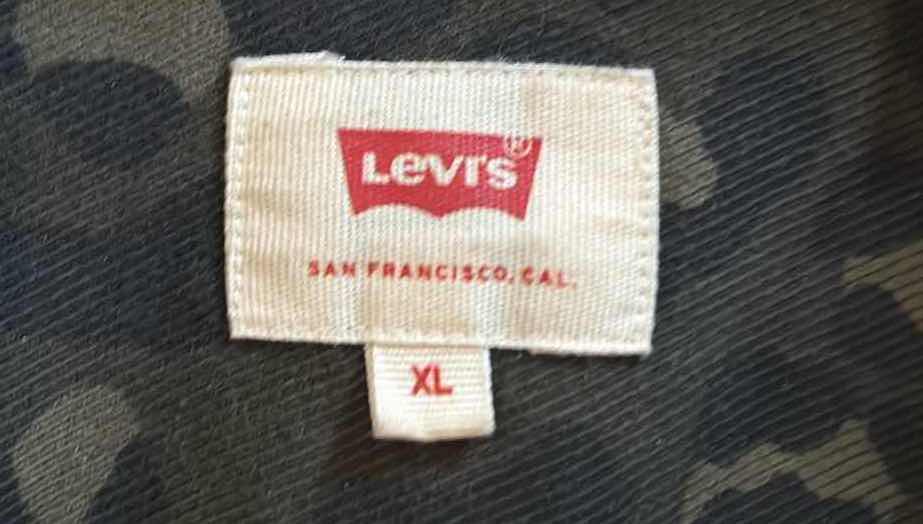 Levi's®
SAN FRANCISCO, CAL.
XL